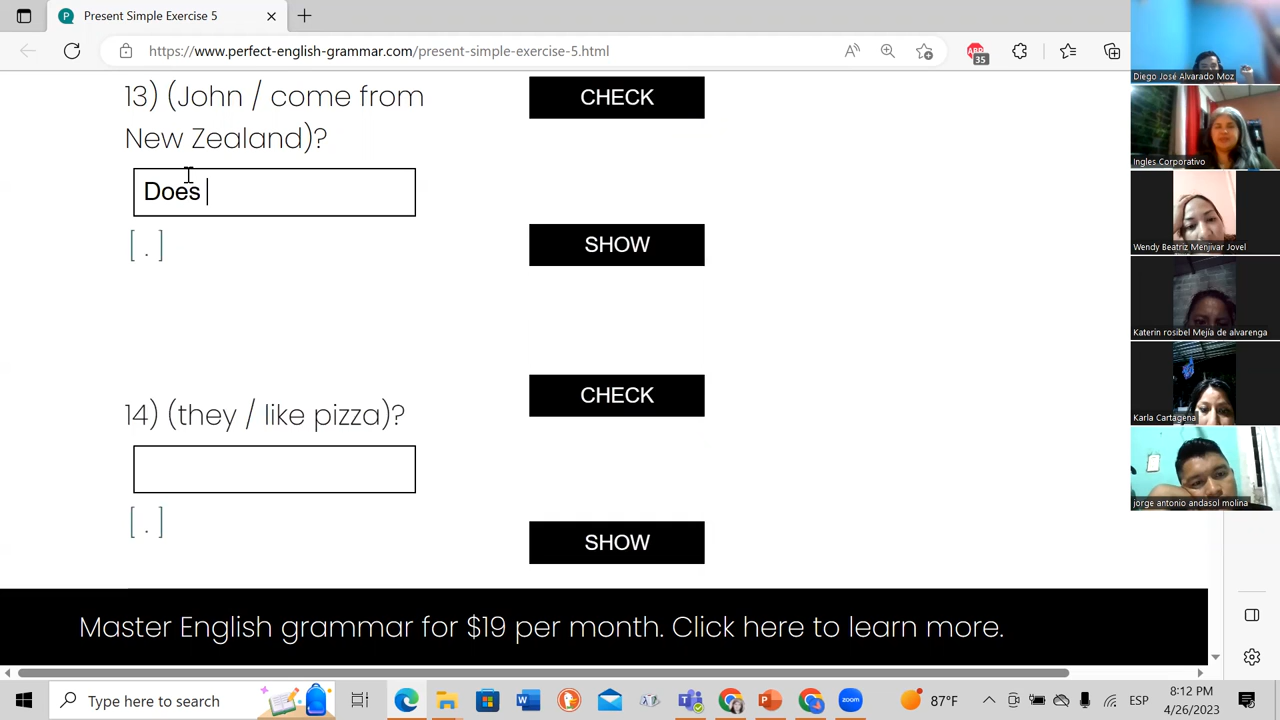 Present Simple Exercise 5
https://www.perfect-english-grammar.com/present-simple-exercise-5.html
35
13) (John / come from
New Zealand)?
CHECK
Does
[ . ]
SHOW
14) (they / like pizza)?
CHECK
[ . ]
SHOW
Master English grammar for $19 per month. Click here to learn more.
Diego José Alvarado Moz
Ingles Corporativo
Wendy Beatriz Menjivar Jovel
Katerin rosibel Mejía de alvarenga
Karla Cartagena
jorge antonio andasol molina
Type here to search
87°F
ESP
8:12 PM
4/26/2023